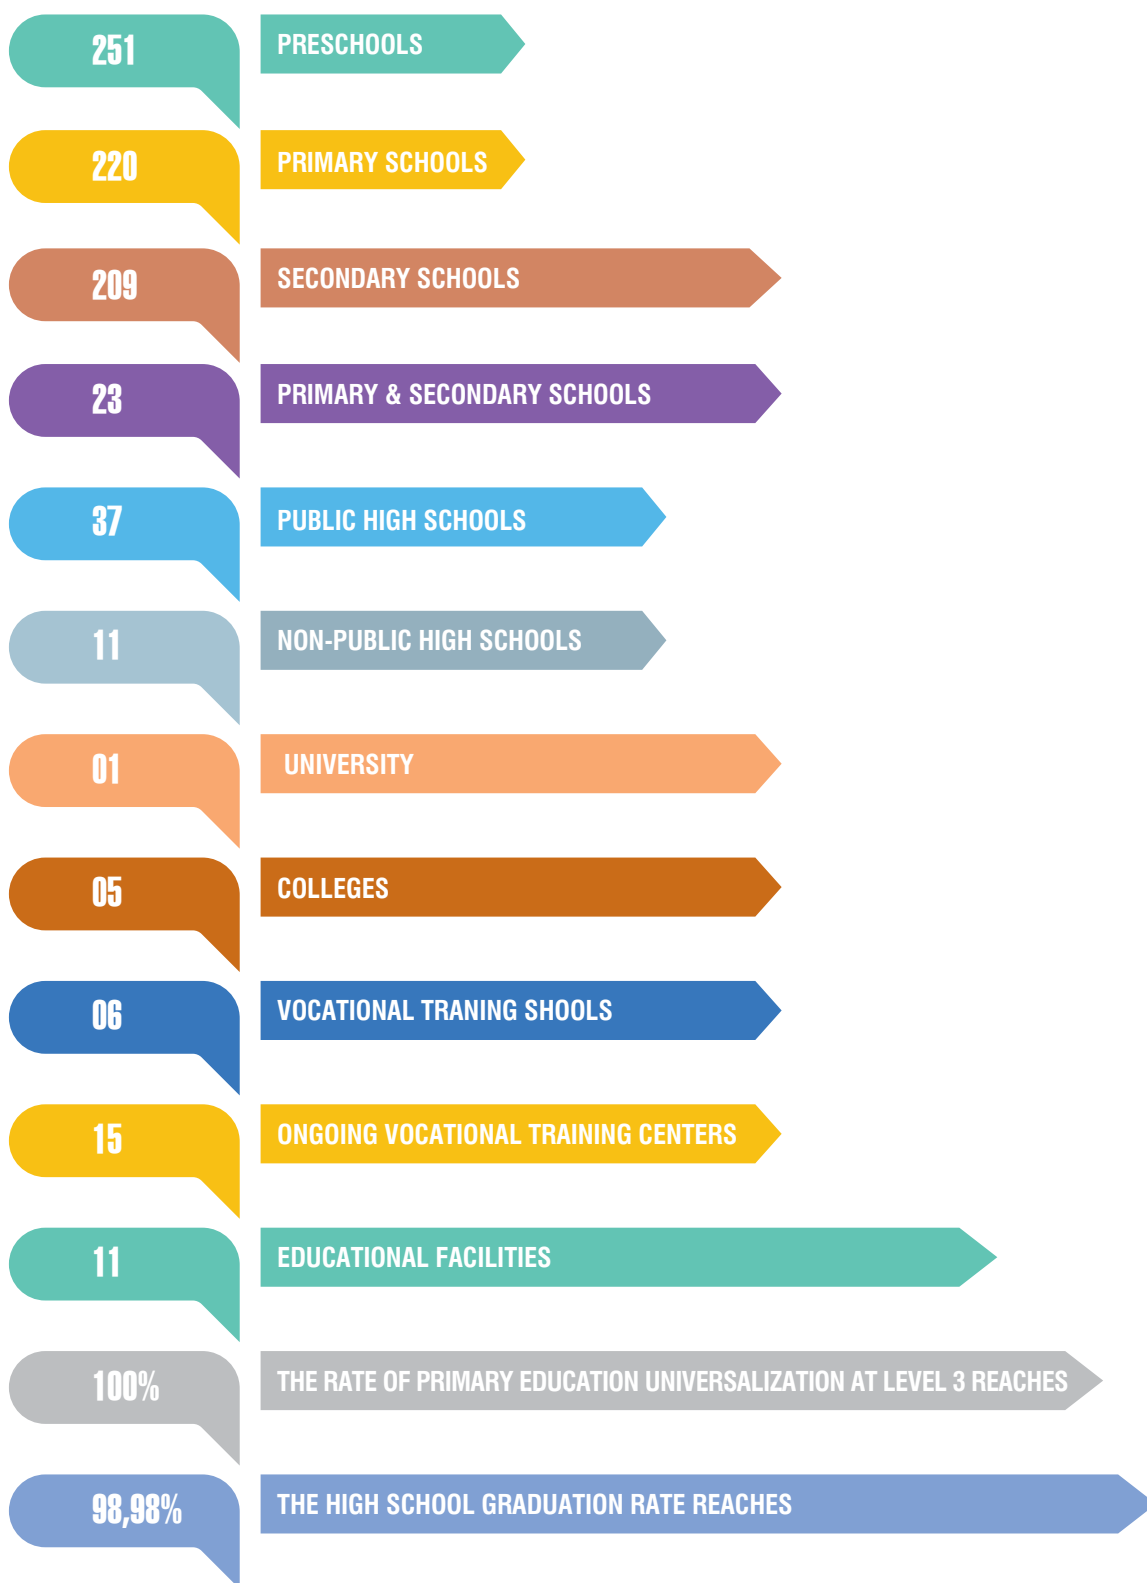 251 PRESCHOOLS
220 PRIMARY SCHOOLS
209 SECONDARY SCHOOLS
23 PRIMARY & SECONDARY SCHOOLS
37 PUBLIC HIGH SCHOOLS
11 NON-PUBLIC HIGH SCHOOLS
01 UNIVERSITY
05 COLLEGES
06 VOCATIONAL TRANING SHOOLS
15 ONGOING VOCATIONAL TRAINING CENTERS
11 EDUCATIONAL FACILITIES
100% THE RATE OF PRIMARY EDUCATION UNIVERSALIZATION AT LEVEL 3 REACHES
98,98% THE HIGH SCHOOL GRADUATION RATE REACHES